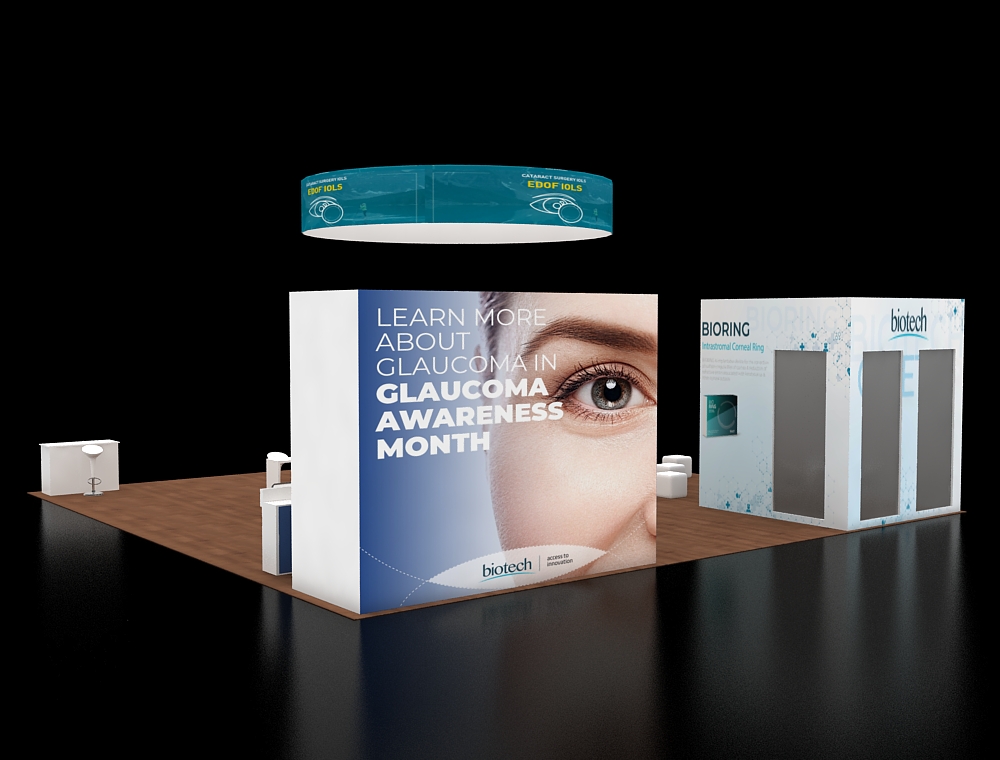 CATARACT SURGERY IOLS
EDOF IOLS
CATARACT SURGERY IOLS
EDOF IOLS
LEARN MORE
ABOUT
GLAUCOMA IN
GLAUCOMA
AWARENESS
MONTH
biotech
access to
innovation
BIORING
Intrastromal Corneal Ring
biotech